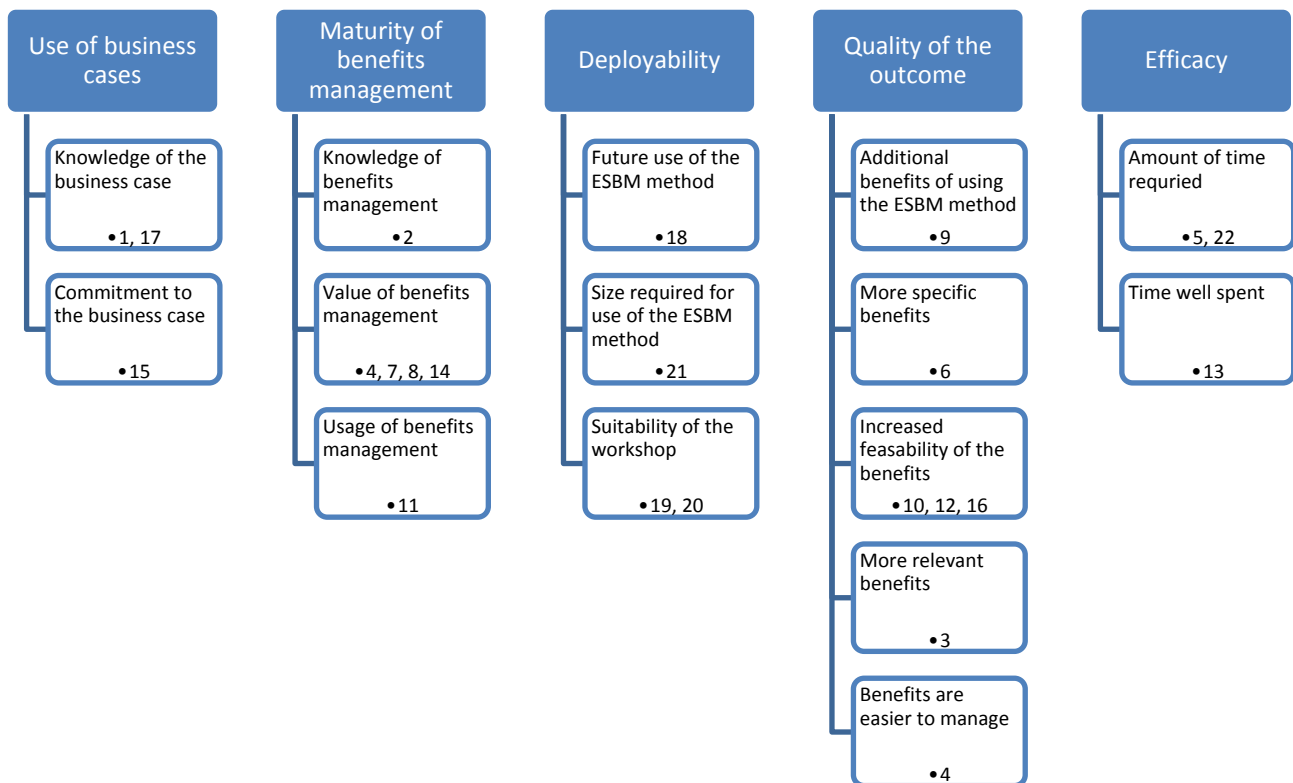 Use of business
cases
Knowledge of the
business case
•1, 17
Commitment to
the business case
•15
Maturity of
benefits
management
Knowledge of
benefits
management
•2
Value of benefits
management
•4, 7, 8, 14
Usage of benefits
management
•11
Deployability
Future use of the
ESBM method
•18
Size required for
use of the ESBM
method
•21
Suitability of the
workshop
•19, 20
Quality of the
outcome
Additional
benefits of using
the ESBM method
•9
More specific
benefits
•6
Increased
feasability of the
benefits
•10, 12, 16
More relevant
benefits
•3
Benefits are
easier to manage
•4
Efficacy
Amount of time
requried
•5, 22
Time well spent
•13